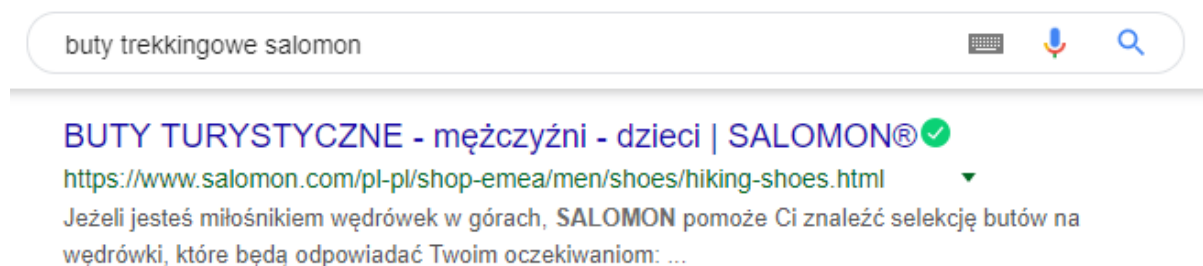 buty trekkingowe salomon
BUTY TURYSTYCZNE - mężczyźni - dzieci | SALOMON®
https://www.salomon.com/pl-pl/shop-emea/men/shoes/hiking-shoes.html
Jeżeli jesteś miłośnikiem wędrówek w górach, SALOMON pomoże Ci znaleźć selekcję butów na
wędrówki, które będą odpowiadać Twoim oczekiwaniom: ...